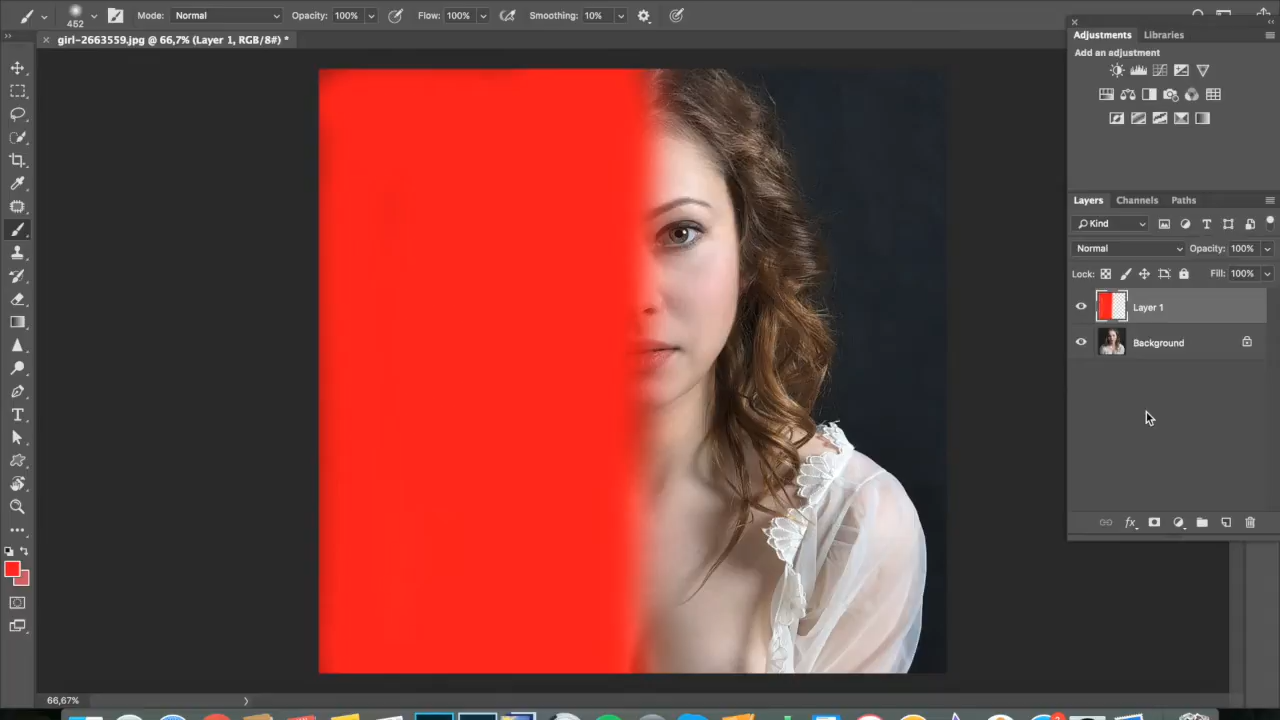 452
Mode: Normal
Opacity: 100%
Flow: 100%
Smoothing: 10%
girl-2663559.jpg @ 66,7% (Layer 1, RGB/8#) *
Adjustments Libraries
Add an adjustment
Layers Channels Paths
Kind
Normal Opacity: 100%
Lock: Fill: 100%
Layer 1
Background
T
66,67%